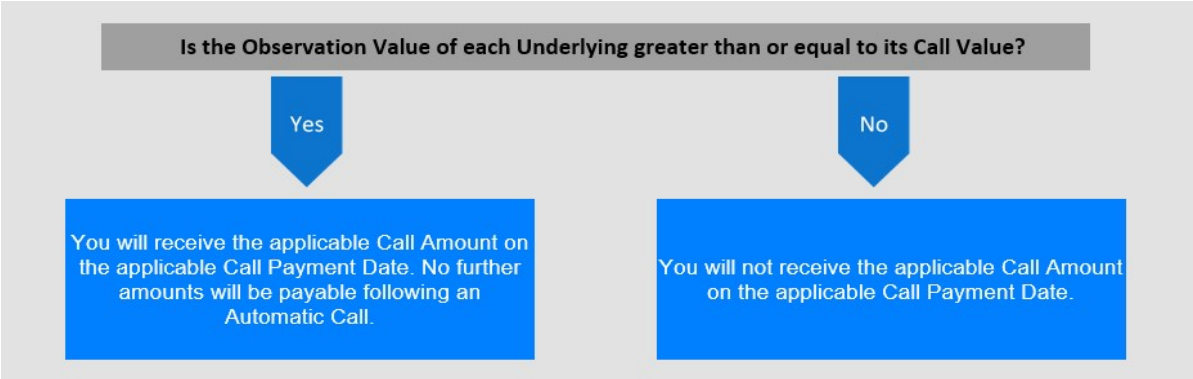 Is the Observation Value of each Underlying greater than or equal to its Call Value?
Yes
No
You will receive the applicable Call Amount on
the applicable Call Payment Date. No further
amounts will be payable following an
Automatic Call.
You will not receive the applicable Call Amount
on the applicable Call Payment Date.